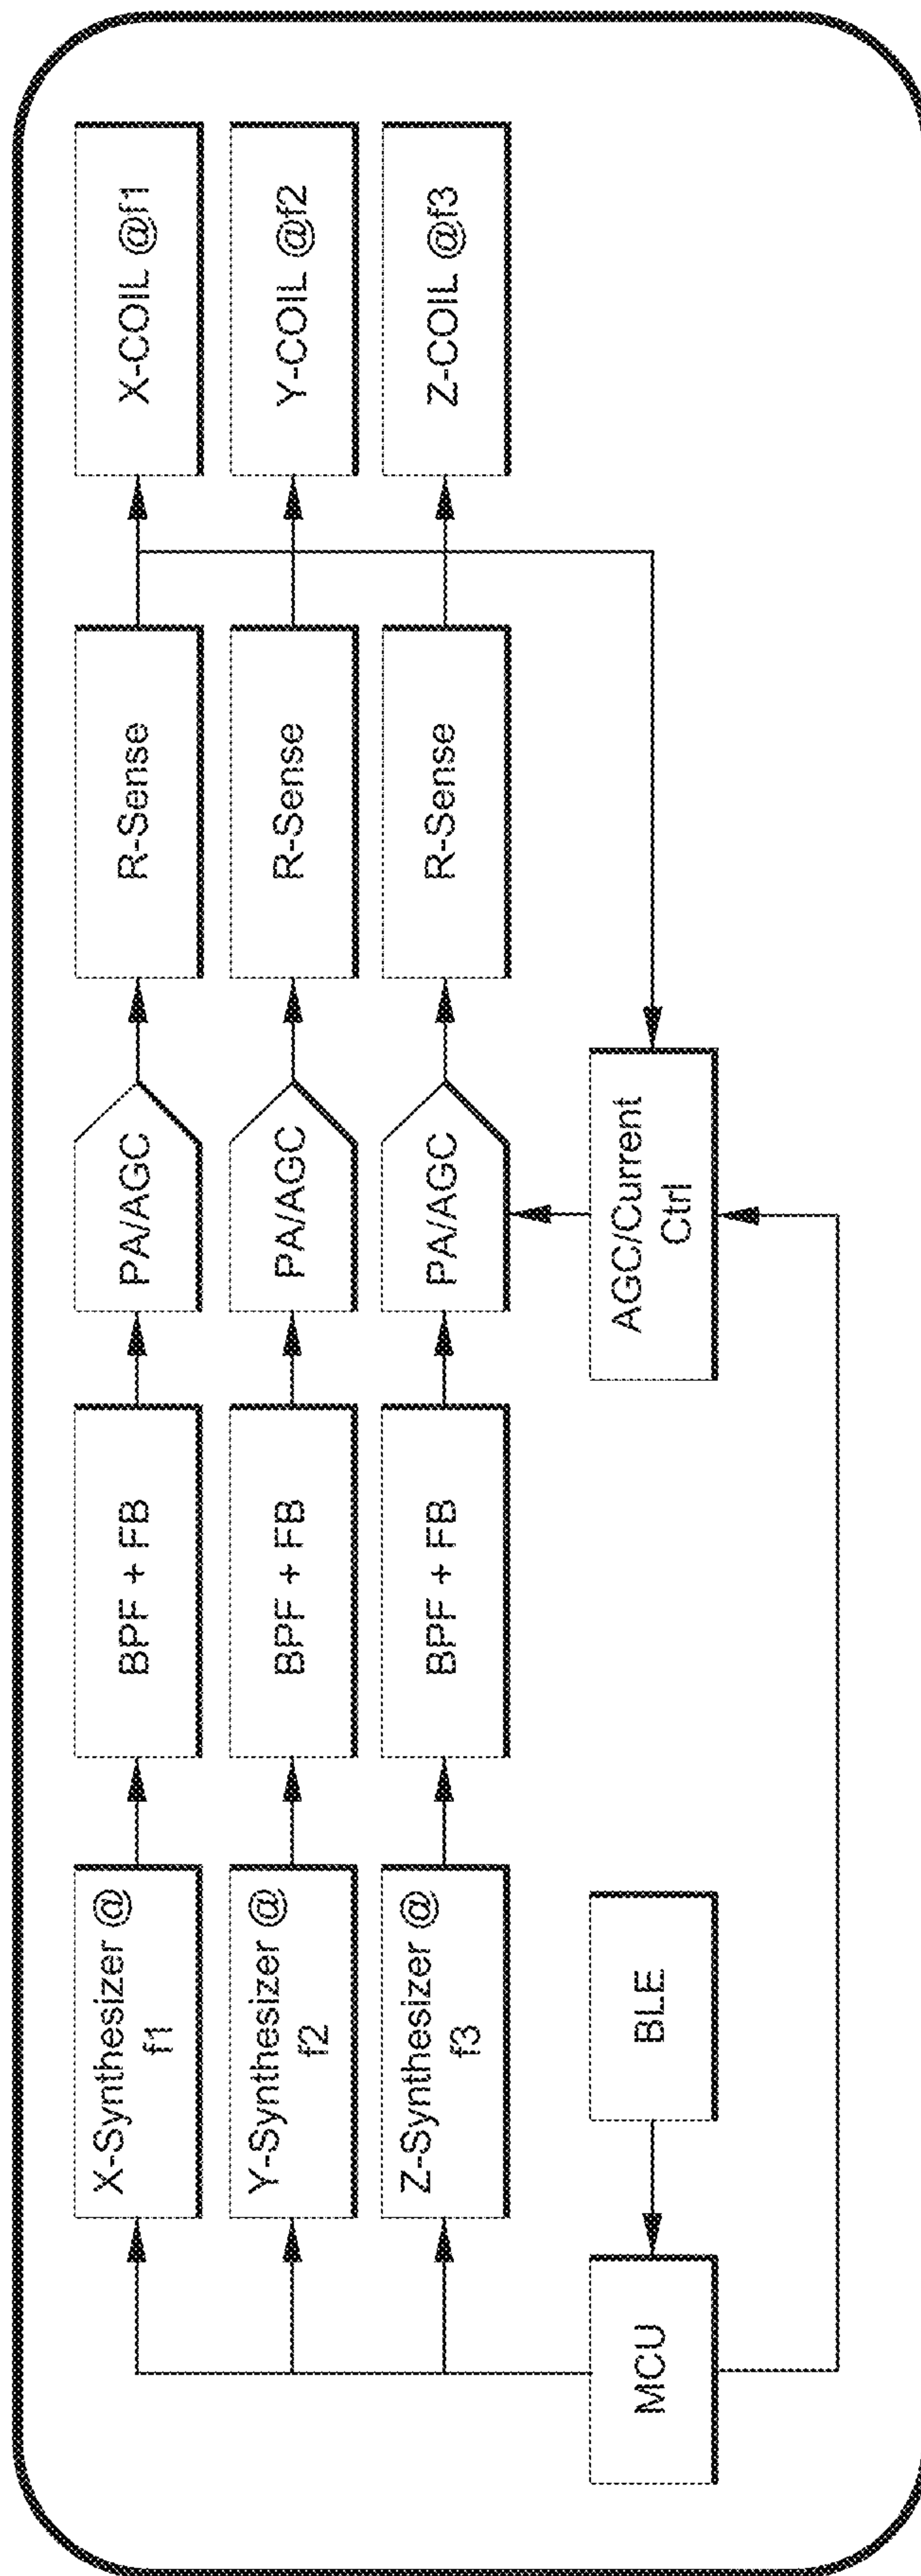 X-Synthesizer @
f1
BPF + FB
PA/AGC
R-Sense
X-COIL @f1
Y-Synthesizer @
f2
BPF + FB
PA/AGC
R-Sense
Y-COIL @f2
Z-Synthesizer @
f3
BPF + FB
PA/AGC
R-Sense
Z-COIL @f3
MCU
BLE
AGC/Current
Ctrl